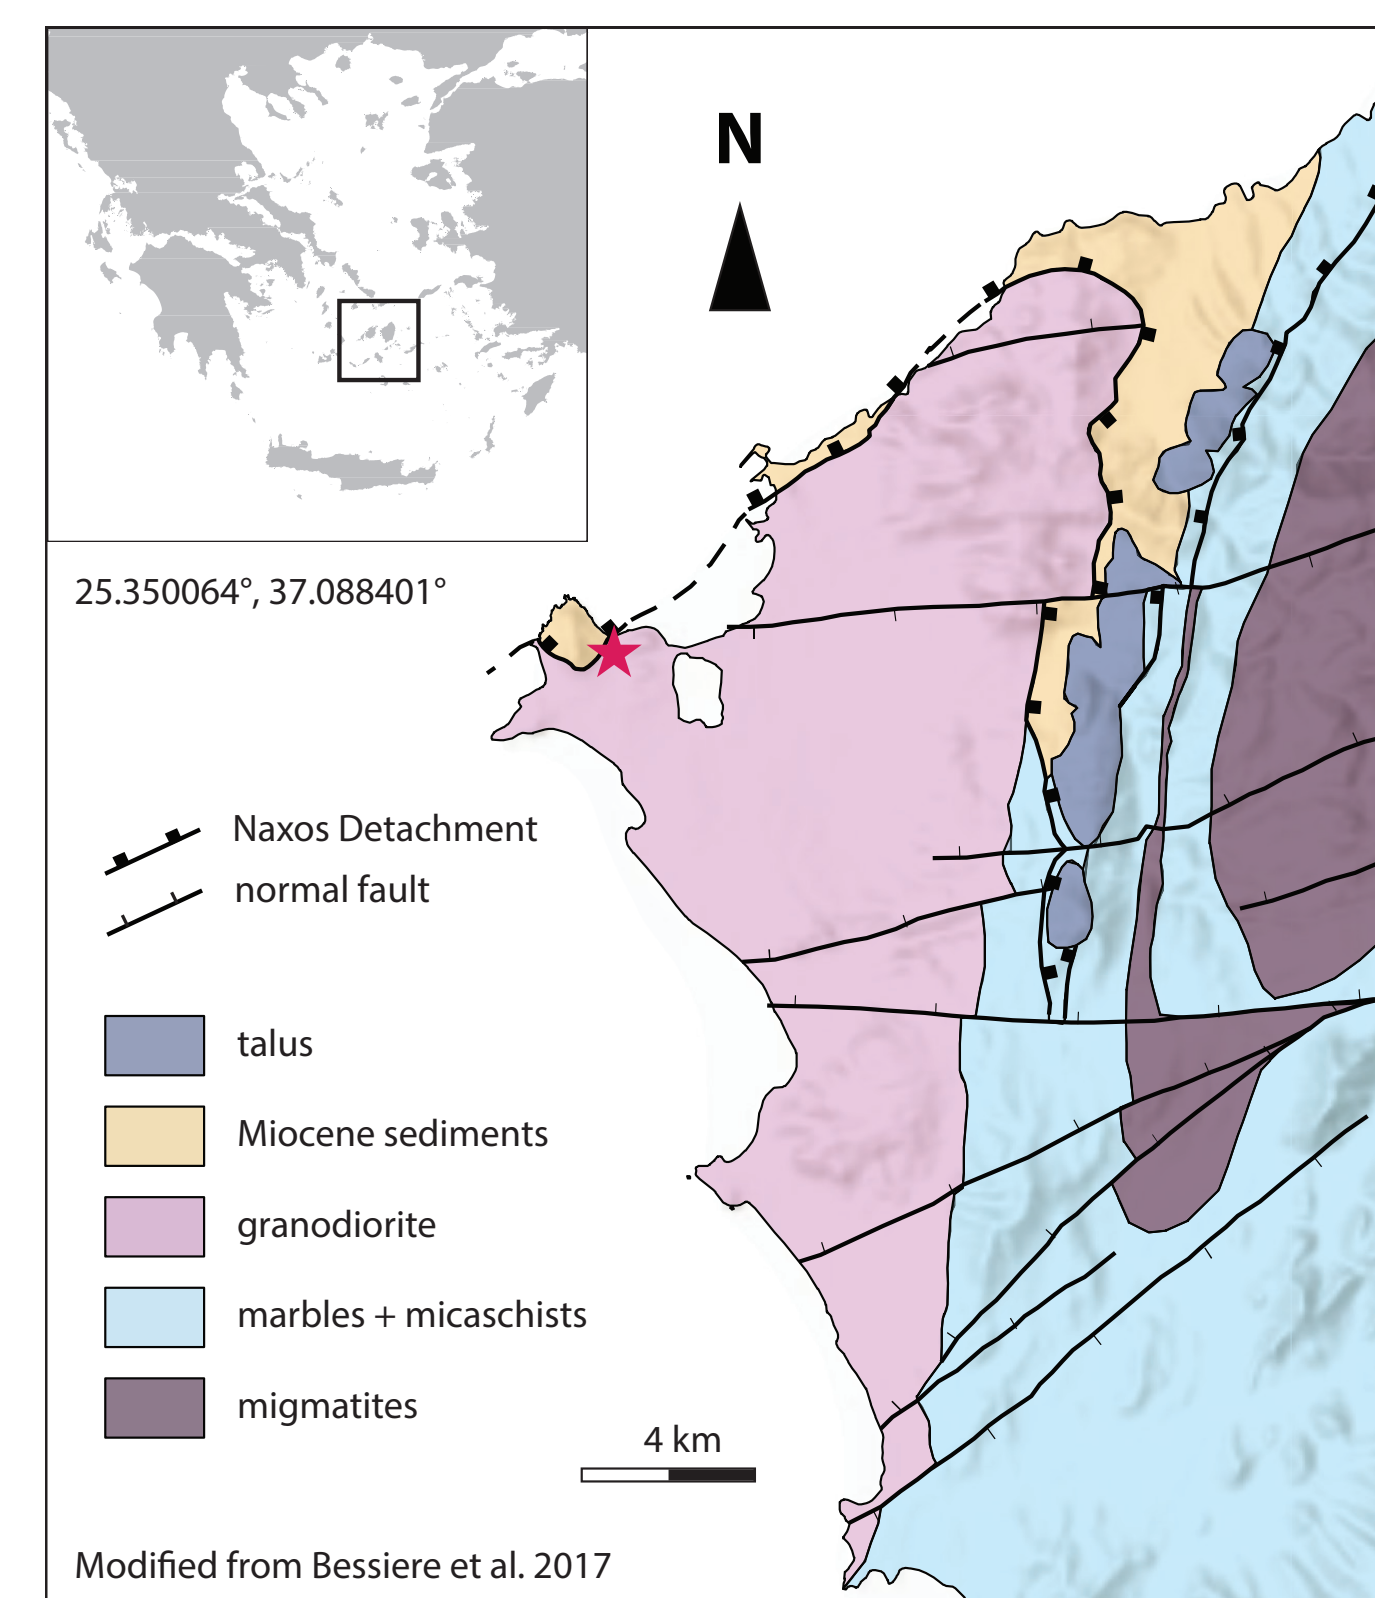 N
25.350064°, 37.088401°
Naxos Detachment
normal fault
talus
Miocene sediments
granodiorite
marbles + micaschists
migmatites
4 km
Modified from Bessiere et al. 2017